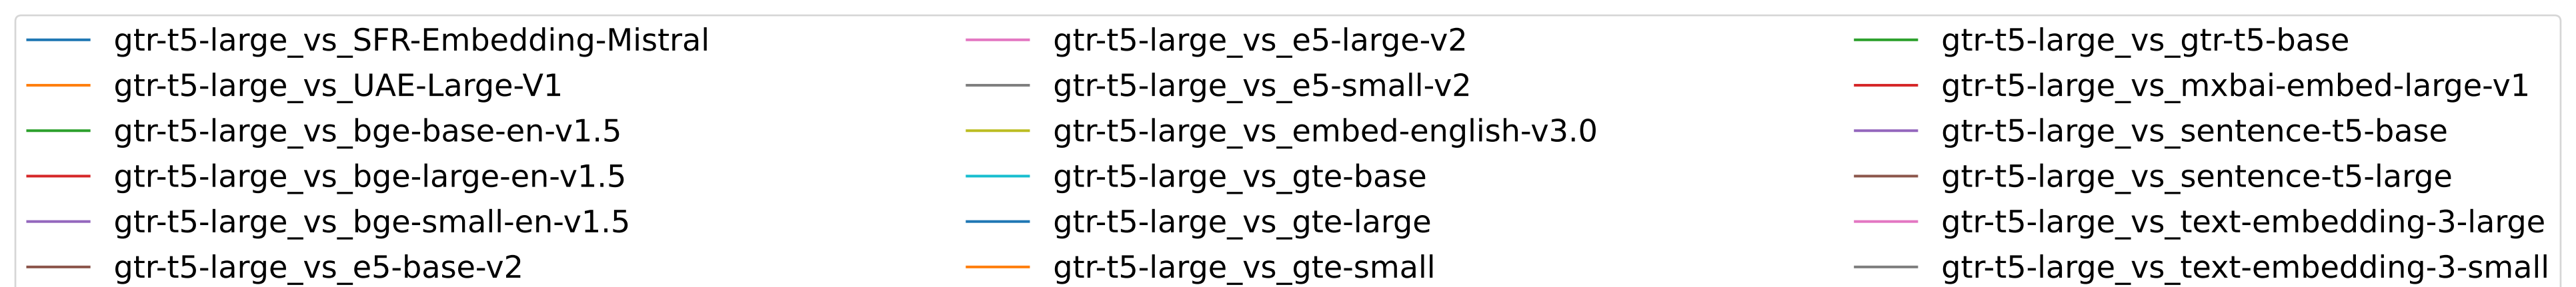 gtr-t5-large_vs_SFR-Embedding-Mistral
gtr-t5-large_vs_UAE-Large-V1
gtr-t5-large_vs_bge-base-en-v1.5
gtr-t5-large_vs_bge-large-en-v1.5
gtr-t5-large_vs_bge-small-en-v1.5
gtr-t5-large_vs_e5-base-v2
gtr-t5-large_vs_e5-large-v2
gtr-t5-large_vs_e5-small-v2
gtr-t5-large_vs_embed-english-v3.0
gtr-t5-large_vs_gte-base
gtr-t5-large_vs_gte-large
gtr-t5-large_vs_gte-small
gtr-t5-large_vs_gtr-t5-base
gtr-t5-large_vs_mxbai-embed-large-v1
gtr-t5-large_vs_sentence-t5-base
gtr-t5-large_vs_sentence-t5-large
gtr-t5-large_vs_text-embedding-3-large
gtr-t5-large_vs_text-embedding-3-small